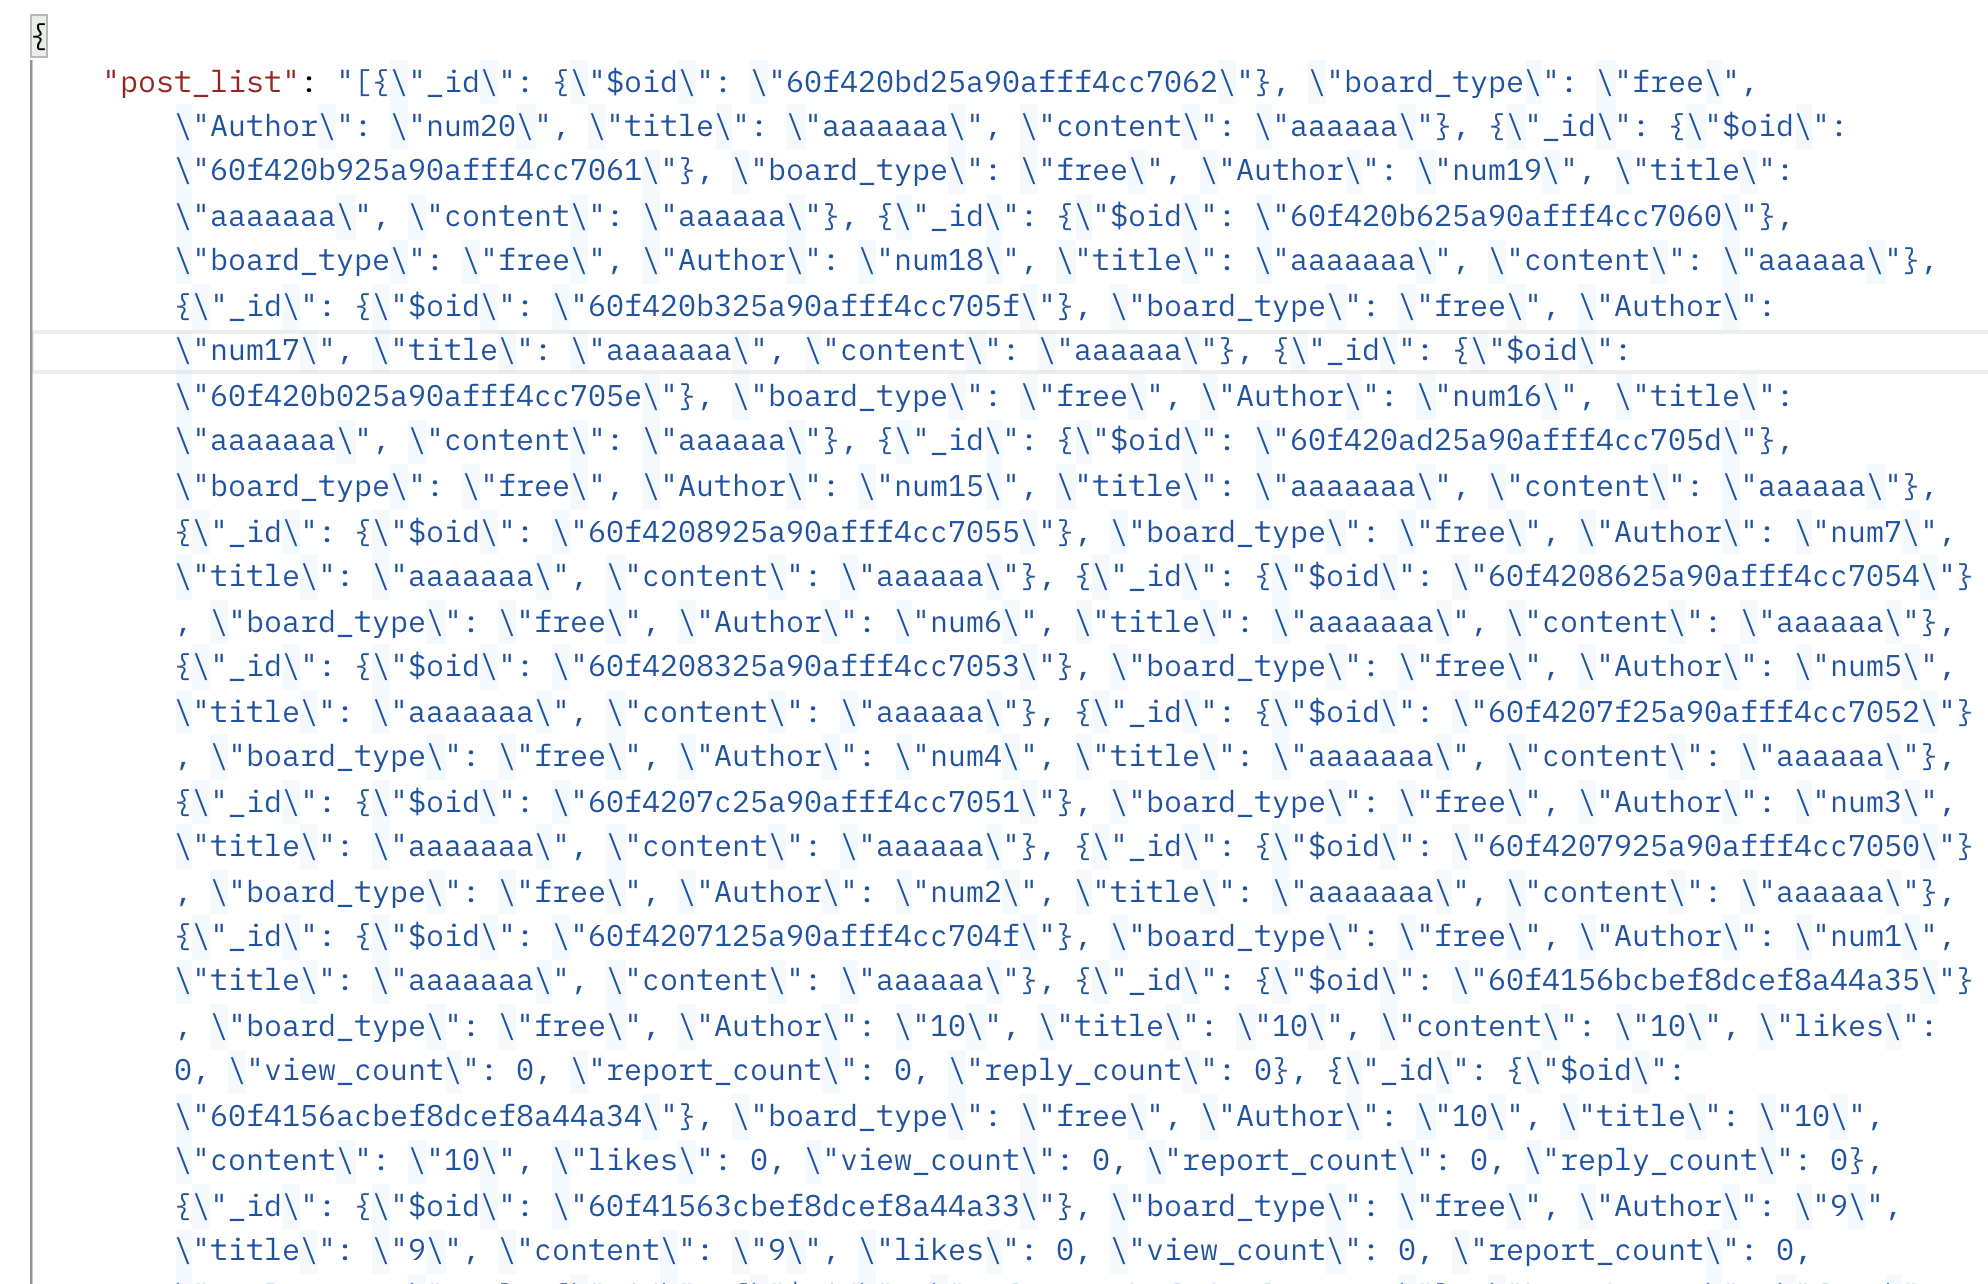 {
"post_list": "[{\"_id\": {\"$oid\": \"60f420bd25a90afff4cc7062\"}, \"board_type\": \"free\",
\"Author\": \"num20\", \"title\": \"aaaaaaa\", \"content\": \"aaaaaa\"}, {\"_id\": {\"$oid\":
\"60f420b925a90afff4cc7061\"}, \"board_type\": \"free\", \"Author\": \"num19\", \"title\":
\"aaaaaaa\", \"content\": \"aaaaaa\"}, {\"_id\": {\"$oid\": \"60f420b625a90afff4cc7060\"},
\"board_type\": \"free\", \"Author\": \"num18\", \"title\": \"aaaaaaa\", \"content\": \"aaaaaa\"},
{\"_id\": {\"$oid\": \"60f420b325a90afff4cc705f\"}, \"board_type\": \"free\", \"Author\":
\"num17\", \"title\": \"aaaaaaa\", \"content\": \"aaaaaa\"}, {\"_id\": {\"$oid\":
\"60f420b025a90afff4cc705e\"}, \"board_type\": \"free\", \"Author\": \"num16\", \"title\":
\"aaaaaaa\", \"content\": \"aaaaaa\"}, {\"_id\": {\"$oid\": \"60f420ad25a90afff4cc705d\"},
\"board_type\": \"free\", \"Author\": \"num15\", \"title\": \"aaaaaaa\", \"content\": \"aaaaaa\"},
{\"_id\": {\"$oid\": \"60f4208925a90afff4cc7055\"}, \"board_type\": \"free\", \"Author\": \"num7\",
\"title\": \"aaaaaaa\", \"content\": \"aaaaaa\"}, {\"_id\": {\"$oid\": \"60f4208625a90afff4cc7054\"}
, \"board_type\": \"free\", \"Author\": \"num6\", \"title\": \"aaaaaaa\", \"content\": \"aaaaaa\"},
{\"_id\": {\"$oid\": \"60f4208325a90afff4cc7053\"}, \"board_type\": \"free\", \"Author\": \"num5\",
\"title\": \"aaaaaaa\", \"content\": \"aaaaaa\"}, {\"_id\": {\"$oid\": \"60f4207f25a90afff4cc7052\"}
, \"board_type\": \"free\", \"Author\": \"num4\", \"title\": \"aaaaaaa\", \"content\": \"aaaaaa\"},
{\"_id\": {\"$oid\": \"60f4207c25a90afff4cc7051\"}, \"board_type\": \"free\", \"Author\": \"num3\",
\"title\": \"aaaaaaa\", \"content\": \"aaaaaa\"}, {\"_id\": {\"$oid\": \"60f4207925a90afff4cc7050\"}
, \"board_type\": \"free\", \"Author\": \"num2\", \"title\": \"aaaaaaa\", \"content\": \"aaaaaa\"},
{\"_id\": {\"$oid\": \"60f4207125a90afff4cc704f\"}, \"board_type\": \"free\", \"Author\": \"num1\",
\"title\": \"aaaaaaa\", \"content\": \"aaaaaa\"}, {\"_id\": {\"$oid\": \"60f4156bcbef8dcef8a44a35\"}
, \"board_type\": \"free\", \"Author\": \"10\", \"title\": \"10\", \"content\": \"10\", \"likes\":
0, \"view_count\": 0, \"report_count\": 0, \"reply_count\": 0}, {\"_id\": {\"$oid\":
\"60f4156acbef8dcef8a44a34\"}, \"board_type\": \"free\", \"Author\": \"10\", \"title\": \"10\",
\"content\": \"10\", \"likes\": 0, \"view_count\": 0, \"report_count\": 0, \"reply_count\": 0},
{\"_id\": {\"$oid\": \"60f41563cbef8dcef8a44a33\"}, \"board_type\": \"free\", \"Author\": \"9\",
\"title\": \"9\", \"content\": \"9\", \"likes\": 0, \"view_count\": 0, \"report_count\": 0,